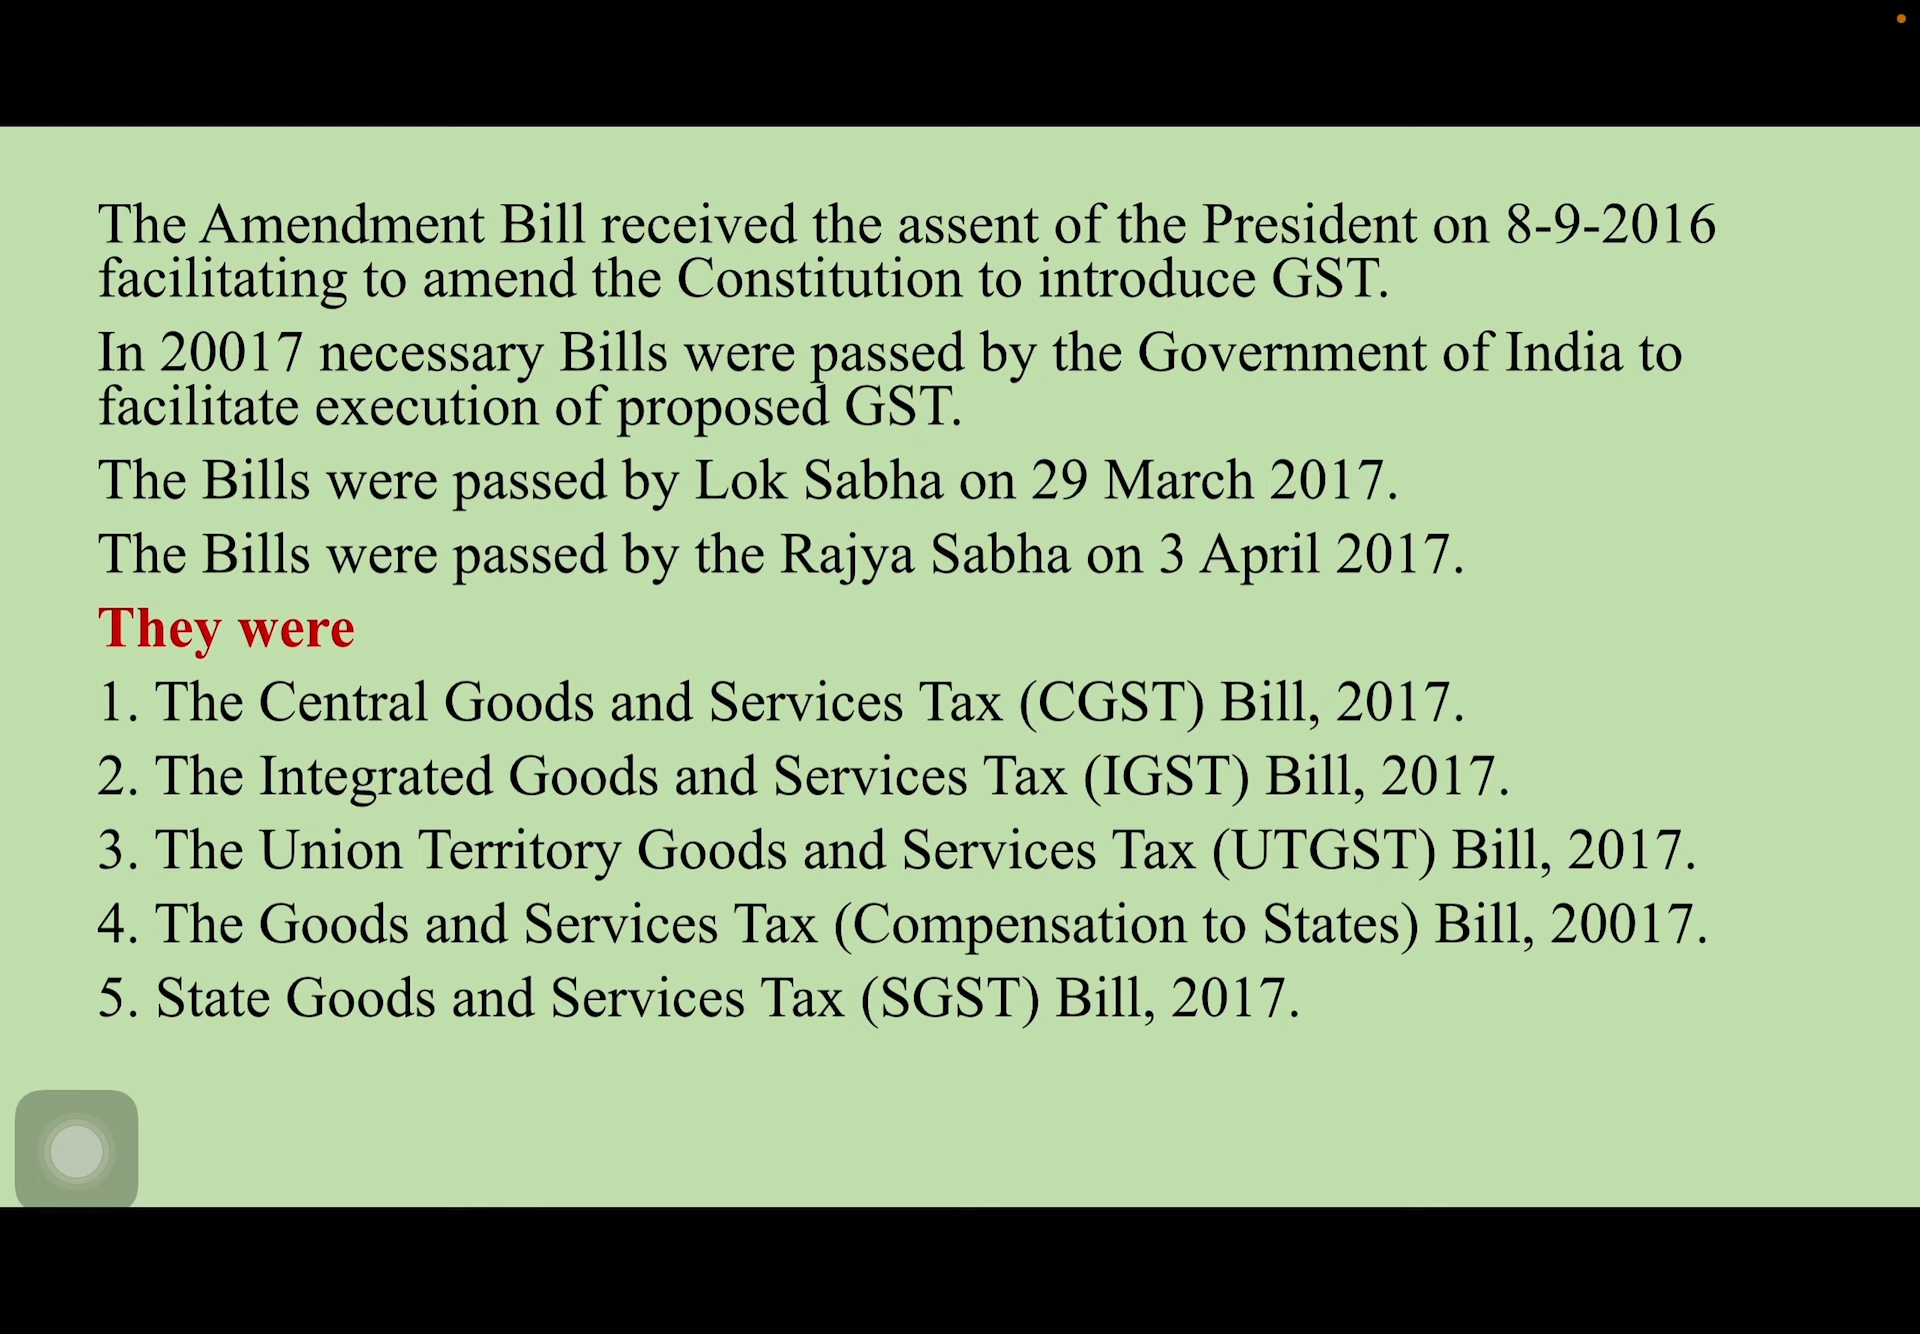 The Amendment Bill received the assent of the President on 8-9-2016
facilitating to amend the Constitution to introduce GST.
In 20017 necessary Bills were passed by the Government of India to
facilitate execution of proposed GST.
The Bills were passed by Lok Sabha on 29 March 2017.
The Bills were passed by the Rajya Sabha on 3 April 2017.
They were
1. The Central Goods and Services Tax (CGST) Bill, 2017.
2. The Integrated Goods and Services Tax (IGST) Bill, 2017.
3. The Union Territory Goods and Services Tax (UTGST) Bill, 2017.
4. The Goods and Services Tax (Compensation to States) Bill, 20017.
5. State Goods and Services Tax (SGST) Bill, 2017.